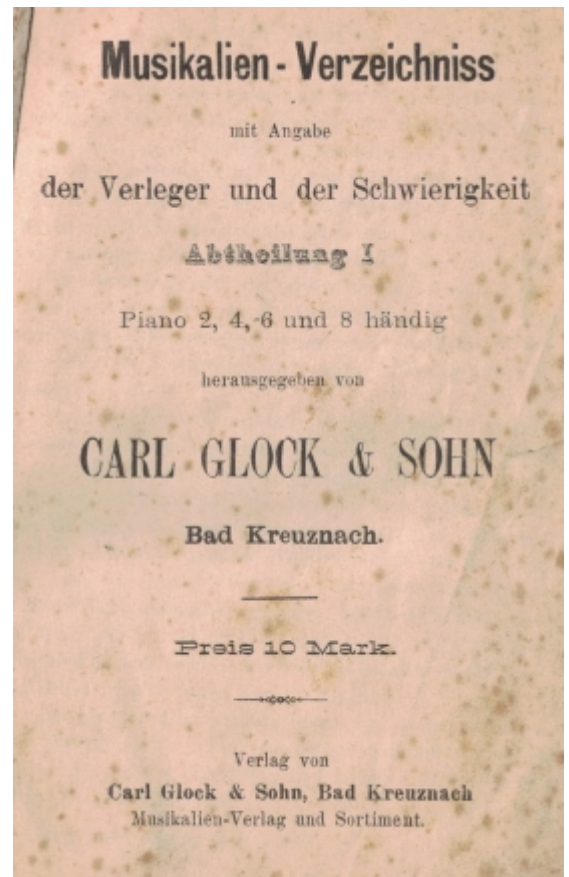 Musikalien - Verzeichniss
mit Angabe
der Verleger und der Schwierigkeit
Abtheilung I
Piano 2, 4, 6 und 8 händig
herausgegeben von
CARL GLOCK & SOHN
Bad Kreuznach.
Preis 10 Mark.
Verlag von
Carl Glock & Sohn, Bad Kreuznach
Musikalien-Verlag und Sortiment.